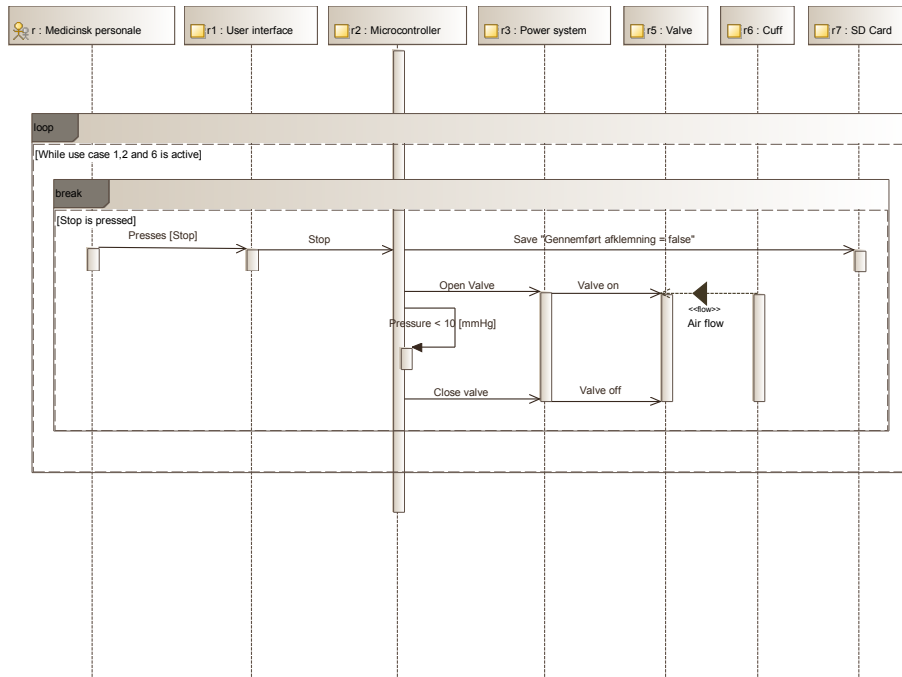 r : Medicinsk personale
r1 : User interface
r2 : Microcontroller
r3 : Power system
r5 : Valve
r6 : Cuff
r7 : SD Card
loop
[While use case 1,2 and 6 is active]
break
[Stop is pressed]
Presses [Stop]
Stop
Save "Gennemført afklemning = false"
Open Valve
Valve on
<<flow>>
Air flow
Pressure < 10 [mmHg]
Close valve
Valve off